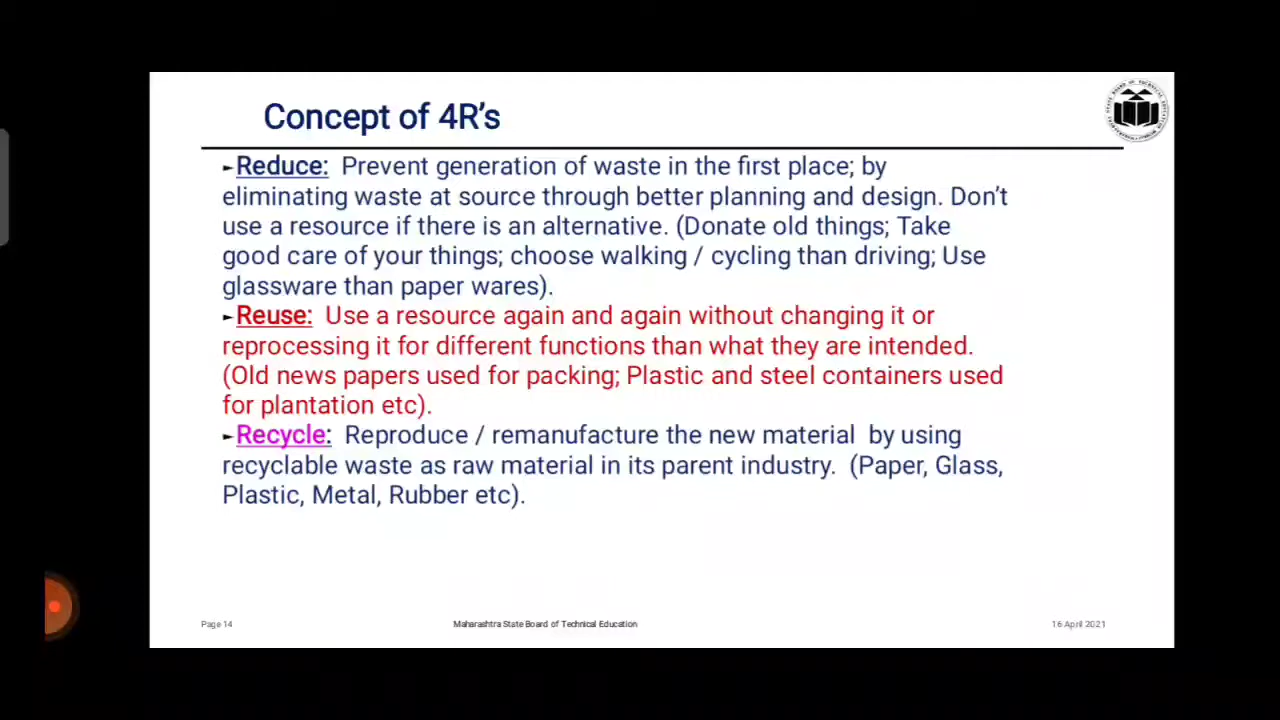 Concept of 4R's
►Reduce: Prevent generation of waste in the first place; by
eliminating waste at source through better planning and design. Don't
use a resource if there is an alternative. (Donate old things; Take
good care of your things; choose walking / cycling than driving; Use
glassware than paper wares).
►Reuse: Use a resource again and again without changing it or
reprocessing it for different functions than what they are intended.
(Old news papers used for packing; Plastic and steel containers used
for plantation etc).
►Recycle: Reproduce / remanufacture the new material by using
recyclable waste as raw material in its parent industry. (Paper, Glass,
Plastic, Metal, Rubber etc).
Page 14 Maharashtra State Board of Technical Education 16 April 2021